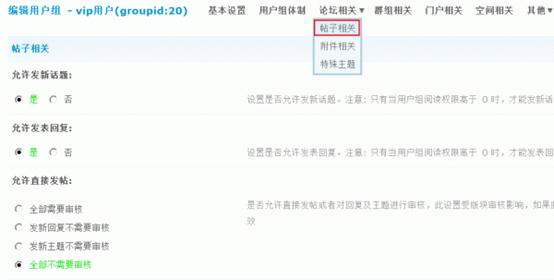 编辑用户组 - vip用户(groupid:20) 基本设置 用户组体制 论坛相关▼ 群组相关 门户相关 空间相关 其他▼
帖子相关
附件相关
特殊主题
帖子相关
允许发新话题:
是 否 设置是否允许发新话题。注意: 只有当用户组阅读权限高于 0 时，才能发新话
允许发表回复:
是 否 设置是否允许发表回复。注意: 只有当用户组阅读权限高于 0 时，才能发表回
允许直接发帖:
全部需要审核 是否允许直接发帖或者对回复及主题进行审核，此设置受版块审核影响，如果
发新回复不需要审核 效
发新主题不需要审核
全部不需要审核